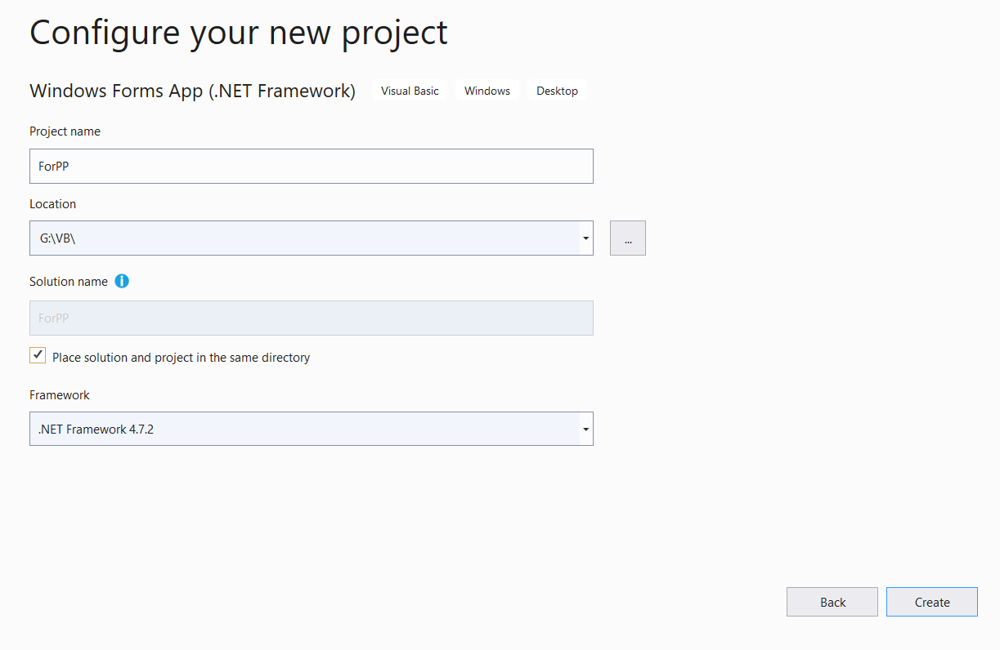 Configure your new project
Windows Forms App (.NET Framework) Visual Basic Windows Desktop
Project name
ForPP
Location
G:\VB\
...
Solution name
ForPP
Place solution and project in the same directory
Framework
.NET Framework 4.7.2
Back Create